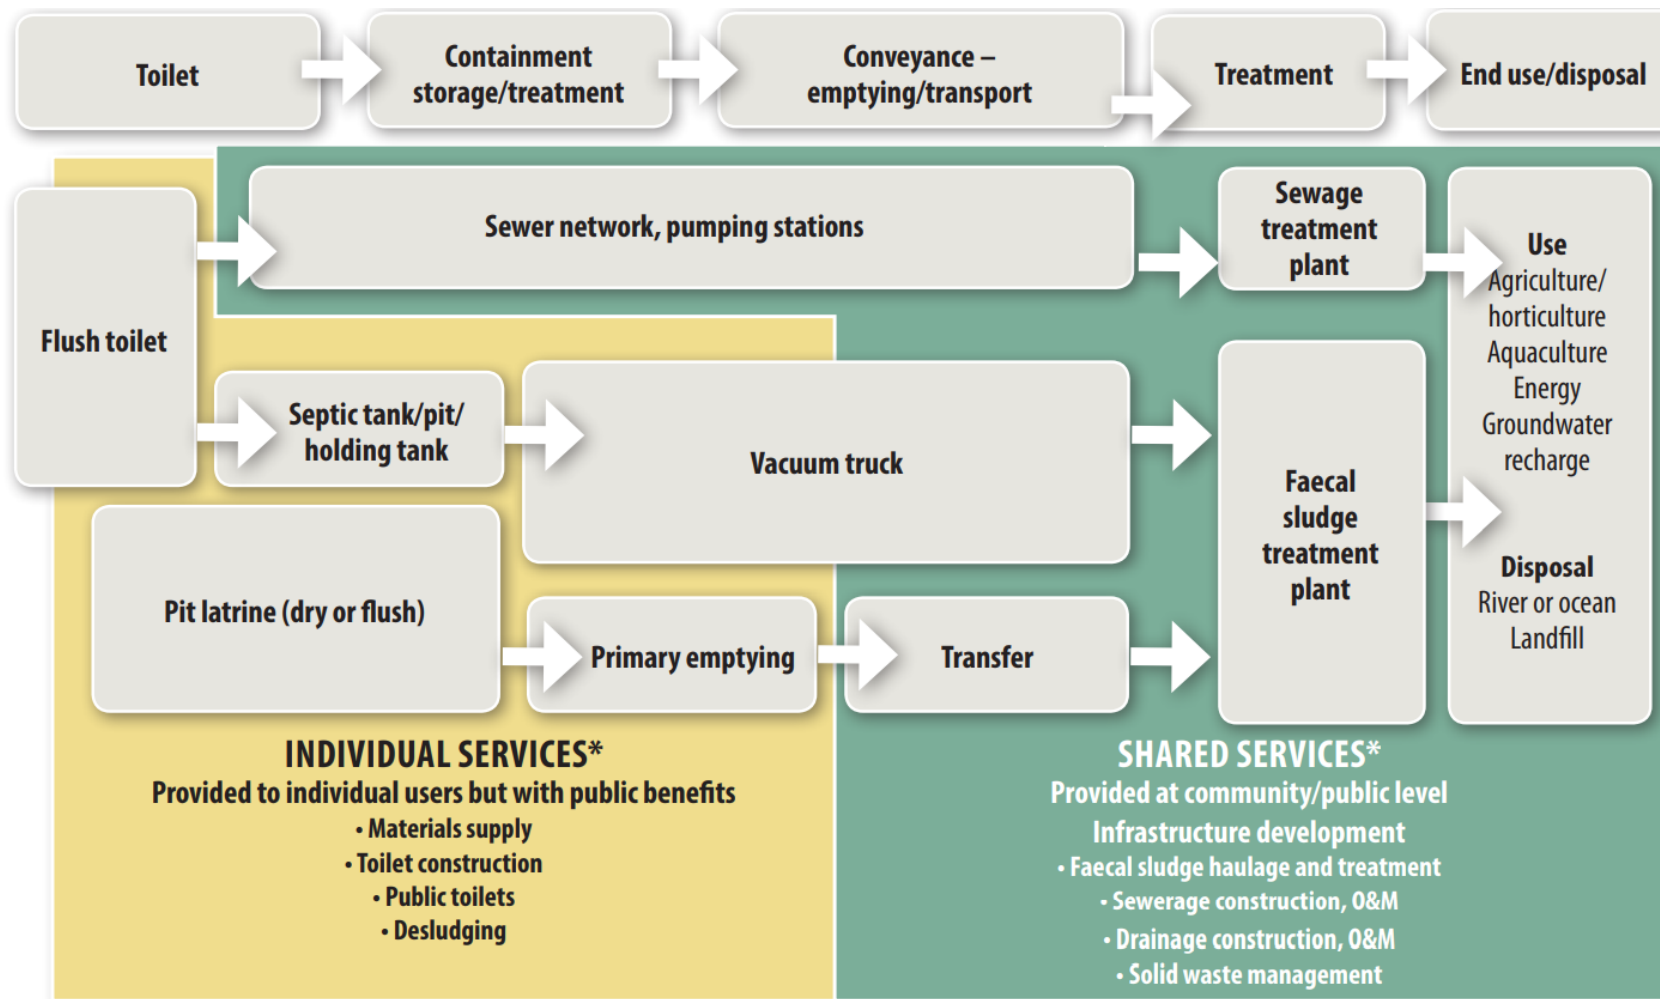 Toilet
Containment
storage/treatment
Conveyance –
emptying/transport
Treatment
End use/disposal
Flush toilet
Sewer network, pumping stations
Sewage
treatment
plant
Use
Agriculture/
horticulture
Aquaculture
Energy
Groundwater
recharge
Septic tank/pit/
holding tank
Vacuum truck
Faecal
sludge
treatment
plant
Disposal
River or ocean
Landfill
Pit latrine (dry or flush)
Primary emptying
Transfer
INDIVIDUAL SERVICES*
Provided to individual users but with public benefits
• Materials supply
• Toilet construction
• Public toilets
• Desludging
SHARED SERVICES*
Provided at community/public level
Infrastructure development
• Faecal sludge haulage and treatment
• Sewerage construction, O&M
• Drainage construction, O&M
• Solid waste management